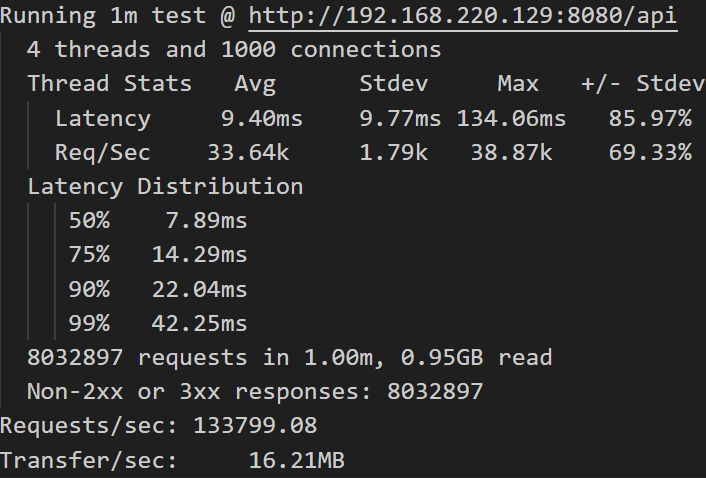 Running 1m test @ http://192.168.220.129:8080/api
4 threads and 1000 connections
Thread Stats Avg Stdev Max +/- Stdev
Latency 9.40ms 9.77ms 134.06ms 85.97%
Req/Sec 33.64k 1.79k 38.87k 69.33%
Latency Distribution
50% 7.89ms
75% 14.29ms
90% 22.04ms
99% 42.25ms
8032897 requests in 1.00m, 0.95GB read
Non-2xx or 3xx responses: 8032897
Requests/sec: 133799.08
Transfer/sec: 16.21MB